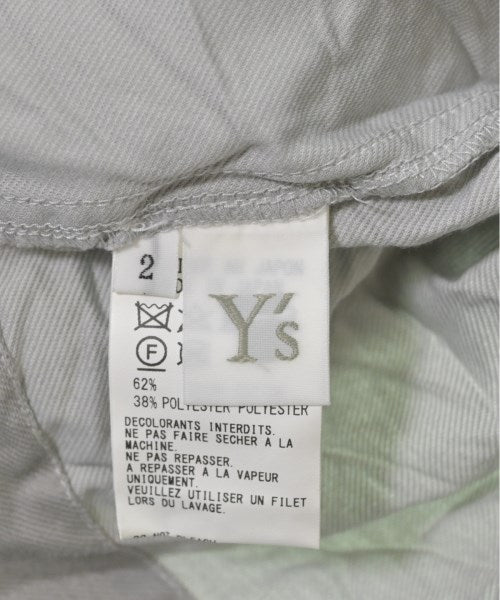 2
Y's
F
62%
38% POLYESTER POLYESTER
DECOLORANTS INTERDITS.
NE PAS FAIRE SECHER A LA
MACHINE.
NE PAS REPASSER.
A REPASSER A LA VAPEUR
UNIQUEMENT.
VEUILLEZ UTILISER UN FILET
LORS DU LAVAGE.